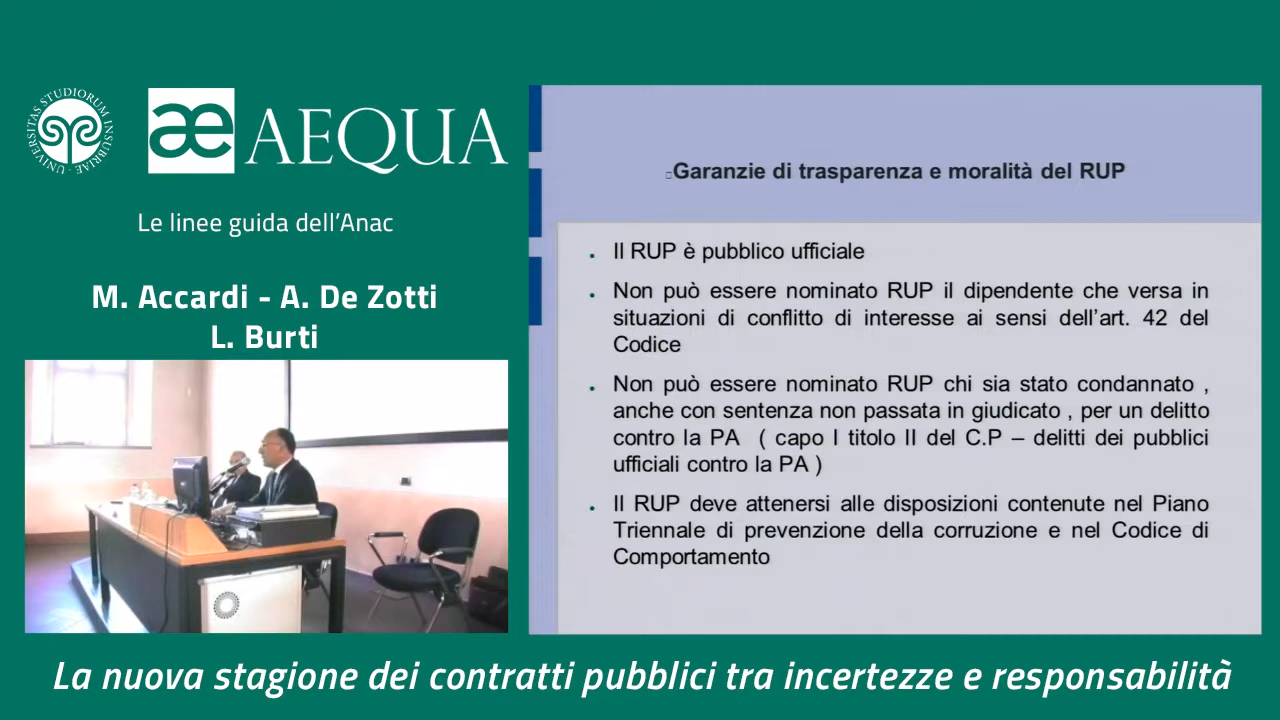 UNIVERSITAS STUDIORUM INSUBRIAE
æ AEQUA
Le linee guida dell'Anac
M. Accardi - A. De Zotti
L. Burti
Garanzie di trasparenza e moralità del RUP
• Il RUP è pubblico ufficiale
• Non può essere nominato RUP il dipendente che versa in
situazioni di conflitto di interesse ai sensi dell'art. 42 del
Codice
• Non può essere nominato RUP chi sia stato condannato ,
anche con sentenza non passata in giudicato , per un delitto
contro la PA ( capo I titolo II del C.P – delitti dei pubblici
ufficiali contro la PA )
• Il RUP deve attenersi alle disposizioni contenute nel Piano
Triennale di prevenzione della corruzione e nel Codice di
Comportamento
La nuova stagione dei contratti pubblici tra incertezze e responsabilità